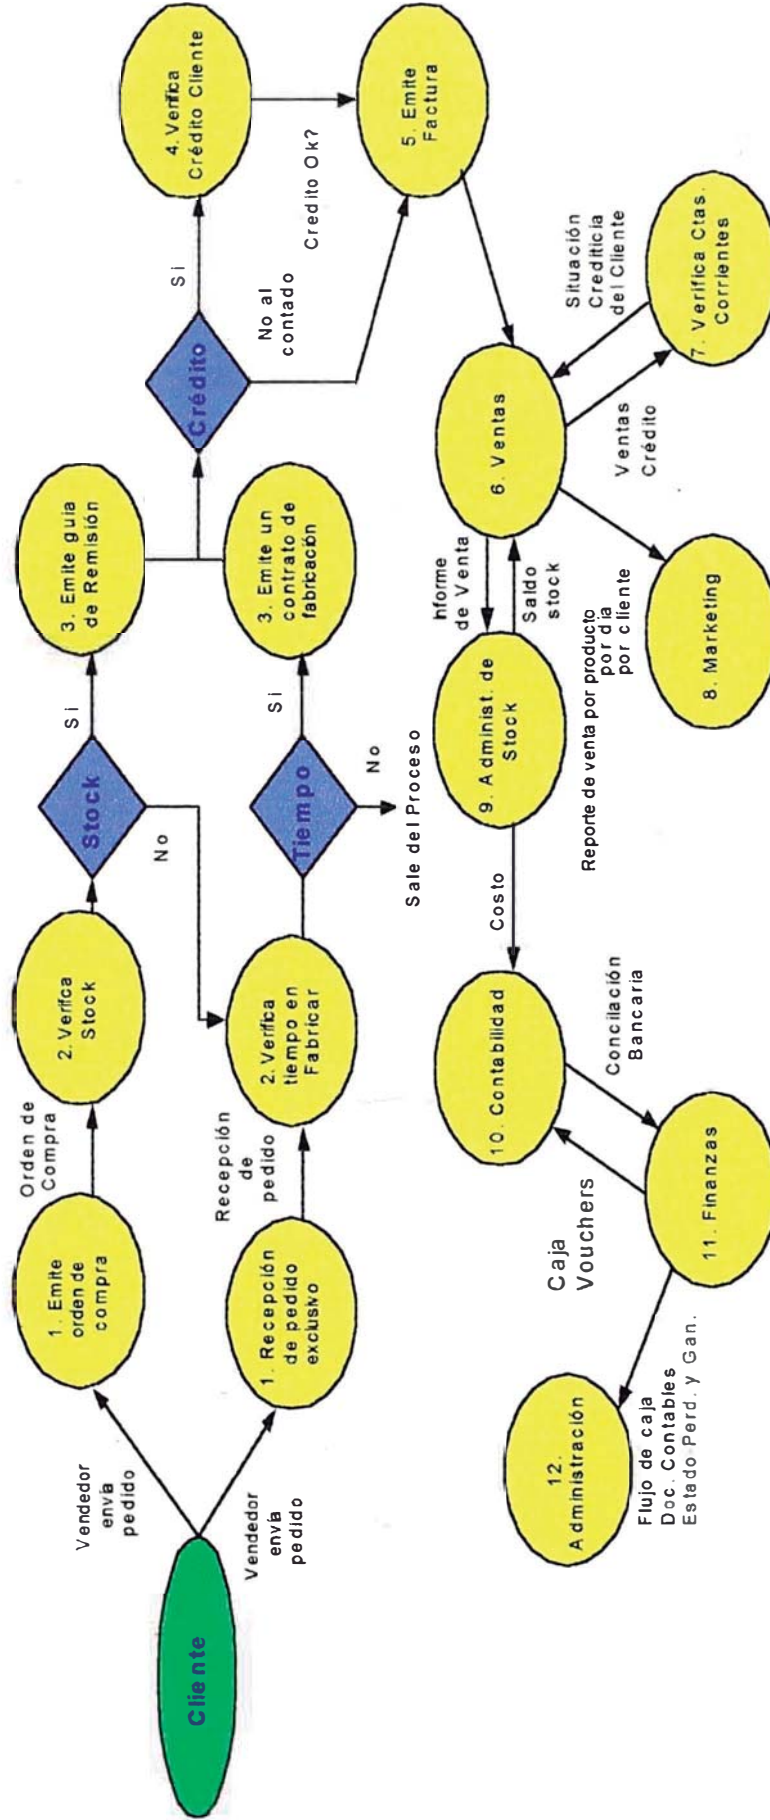 Cliente
Vendedor
envía
pedido
Vendedor
envía
pedido
1. Emite
orden de
compra
1. Recepción
de pedido
exclusivo
Orden de
Compra
Recepción
de
pedido
2. Verifca
Stock
2. Verifica
tiempo en
Fabricar
Stock
Si
No
Tiempo
Si
No
Sale del Proceso
3. Emite guia
de Remisión
3. Emite un
contrato de
fabricación
Crédito
Si
No al
contado
4. Verifica
Crédito Cliente
Credito Ok?
5. Emite
Factura
6. Ventas
Situación
Crediticia
del Cliente
Ventas
Crédito
7. Verifica Ctas.
Corrientes
8. Marketing
Reporte de venta por producto
por día
por cliente
Informe
de Venta
Saldo
stock
9. Administ. de
Stock
Costo
10. Contabilidad
Concilación
Bancaria
Caja
Vouchers
11. Finanzas
12.
Administración
Flujo de caja
Doc. Contables
Estado Perd. y Gan.